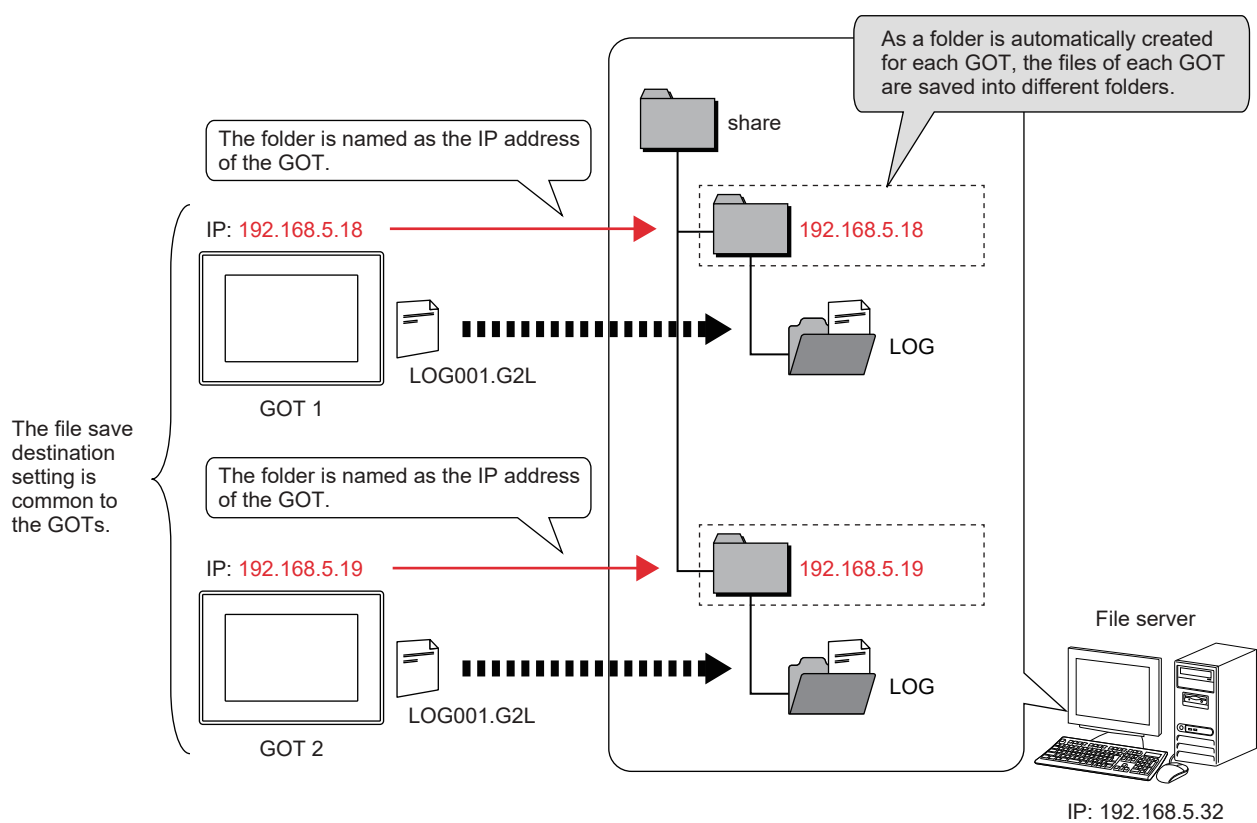 As a folder is automatically created
for each GOT, the files of each GOT
are saved into different folders.
share
The folder is named as the IP address
of the GOT.
IP: 192.168.5.18
192.168.5.18
LOG001.G2L
LOG
GOT 1
The file save
destination
setting is
common to
the GOTs.
The folder is named as the IP address
of the GOT.
IP: 192.168.5.19
192.168.5.19
LOG001.G2L
LOG
GOT 2
File server
IP: 192.168.5.32